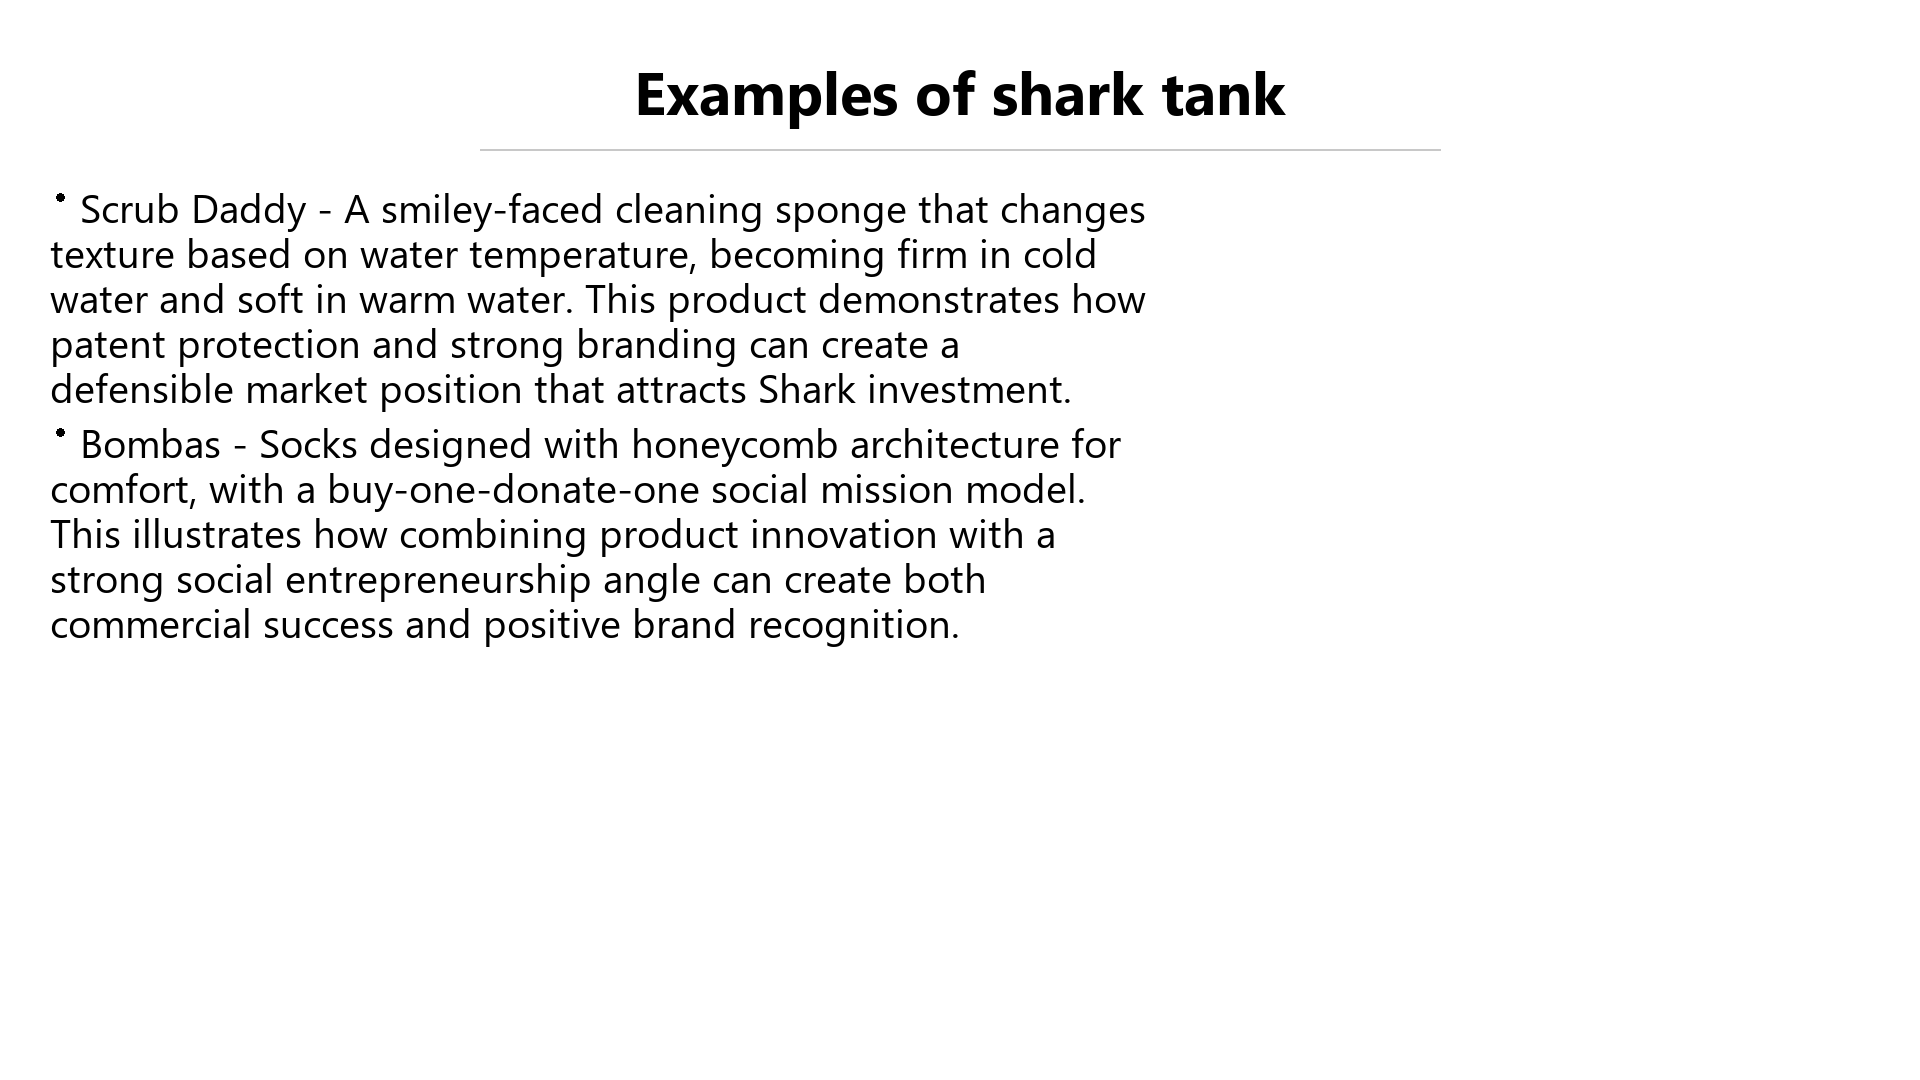 Examples of shark tank
• Scrub Daddy - A smiley-faced cleaning sponge that changes
texture based on water temperature, becoming firm in cold
water and soft in warm water. This product demonstrates how
patent protection and strong branding can create a
defensible market position that attracts Shark investment.
• Bombas - Socks designed with honeycomb architecture for
comfort, with a buy-one-donate-one social mission model.
This illustrates how combining product innovation with a
strong social entrepreneurship angle can create both
commercial success and positive brand recognition.